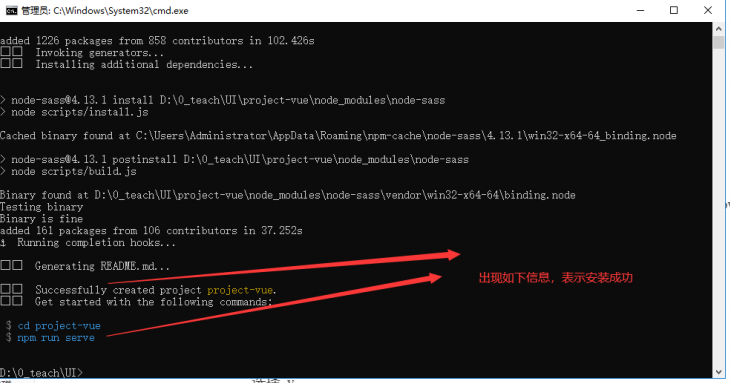 管理员: C:\Windows\System32\cmd.exe
added 1226 packages from 858 contributors in 102.426s
Invoking generators...
Installing additional dependencies...
> node-sass@4.13.1 install D:\0_teach\UI\project-vue\node_modules\node-sass
> node scripts/install.js
Cached binary found at C:\Users\Administrator\AppData\Roaming\npm-cache\node-sass\4.13.1\win32-x64-64_binding.node
> node-sass@4.13.1 postinstall D:\0_teach\UI\project-vue\node_modules\node-sass
> node scripts/build.js
Binary found at D:\0_teach\UI\project-vue\node_modules\node-sass\vendor\win32-x64-64\binding.node
Testing binary
Binary is fine
added 161 packages from 106 contributors in 37.252s
Running completion hooks...
Generating README.md...
Successfully created project project-vue.
Get started with the following commands:
出现如下信息，表示安装成功
$ cd project-vue
$ npm run serve
D:\0_teach\UI>